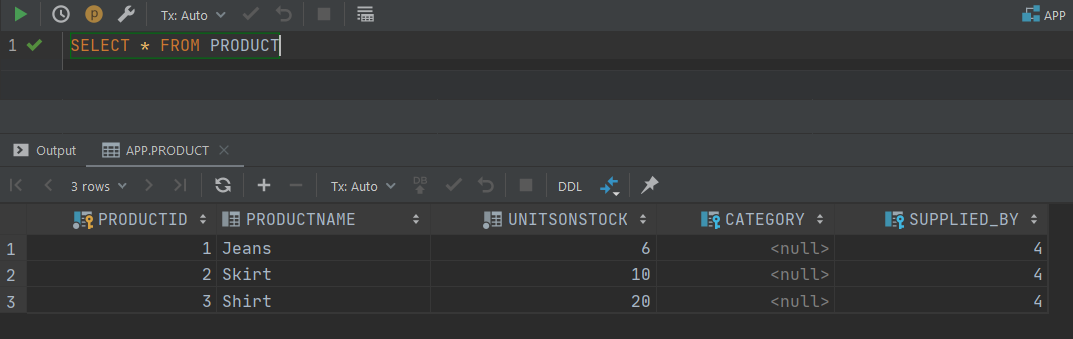 Tx: Auto APP
1 SELECT * FROM PRODUCT
Output APP.PRODUCT
3 rows Tx: Auto DB DDL
PRODUCTID PRODUCTNAME UNITSONSTOCK CATEGORY SUPPLIED_BY
1 1 Jeans 6 <null> 4
2 2 Skirt 10 <null> 4
3 3 Shirt 20 <null> 4